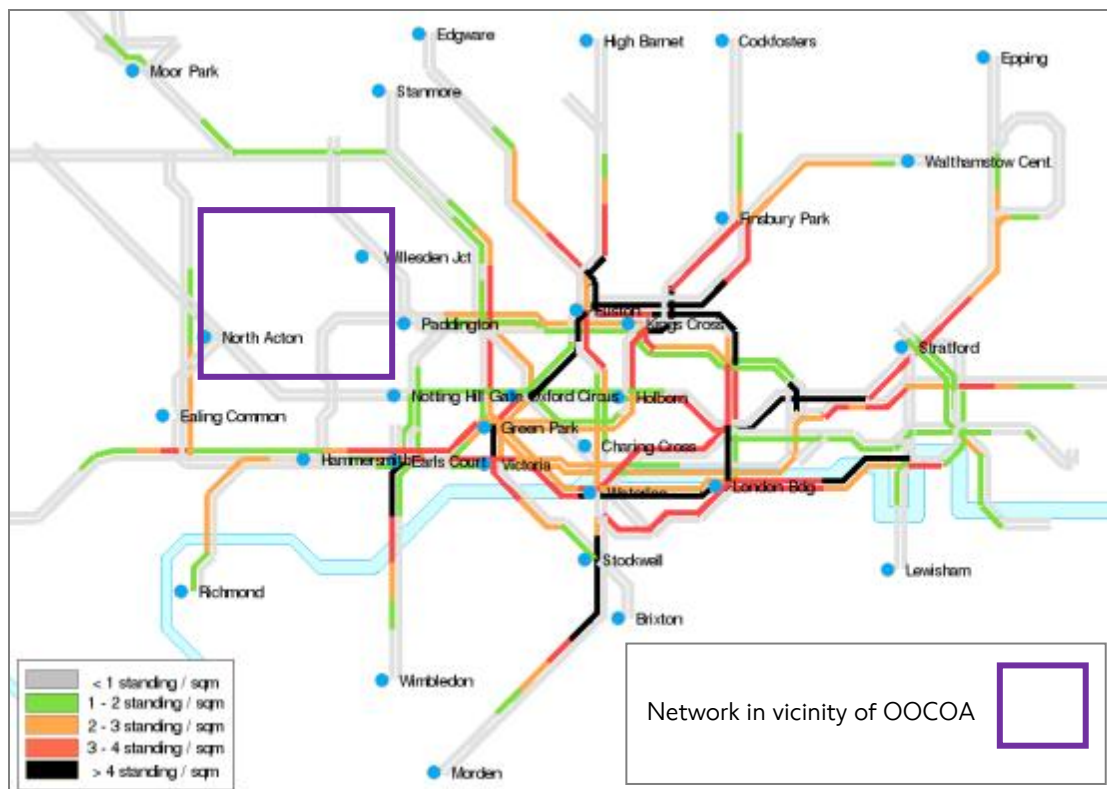 Edgware
High Barnet
Cockfosters
Epping
Moor Park
Stanmore
Walthamstow Cent.
Finsbury Park
Willesden Jct
Euston
Paddington
Kings Cross
North Acton
Stratford
Notting Hill Gate
Oxford Circus
Holborn
Ealing Common
Green Park
Charing Cross
Hammersmith
Earls Court
Victoria
Waterloo
London Bdg
Stockwell
Lewisham
Richmond
Brixton
Wimbledon
Morden
< 1 standing / sqm
1 - 2 standing / sqm
2 - 3 standing / sqm
3 - 4 standing / sqm
> 4 standing / sqm
Network in vicinity of OOCOA